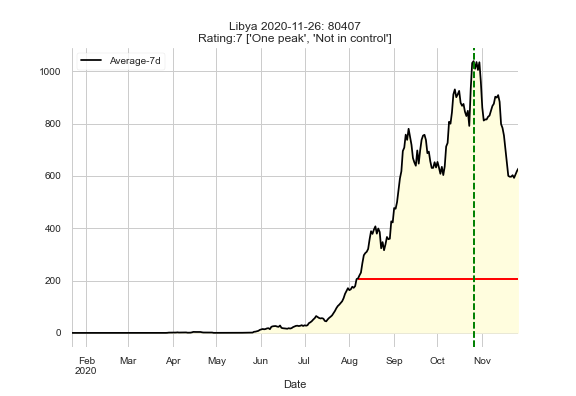 Libya 2020-11-26: 80407
Rating:7 ['One peak', 'Not in control']
Average-7d
1000
800
600
400
200
0
Feb Mar Apr May Jun Jul Aug Sep Oct Nov
2020
Date